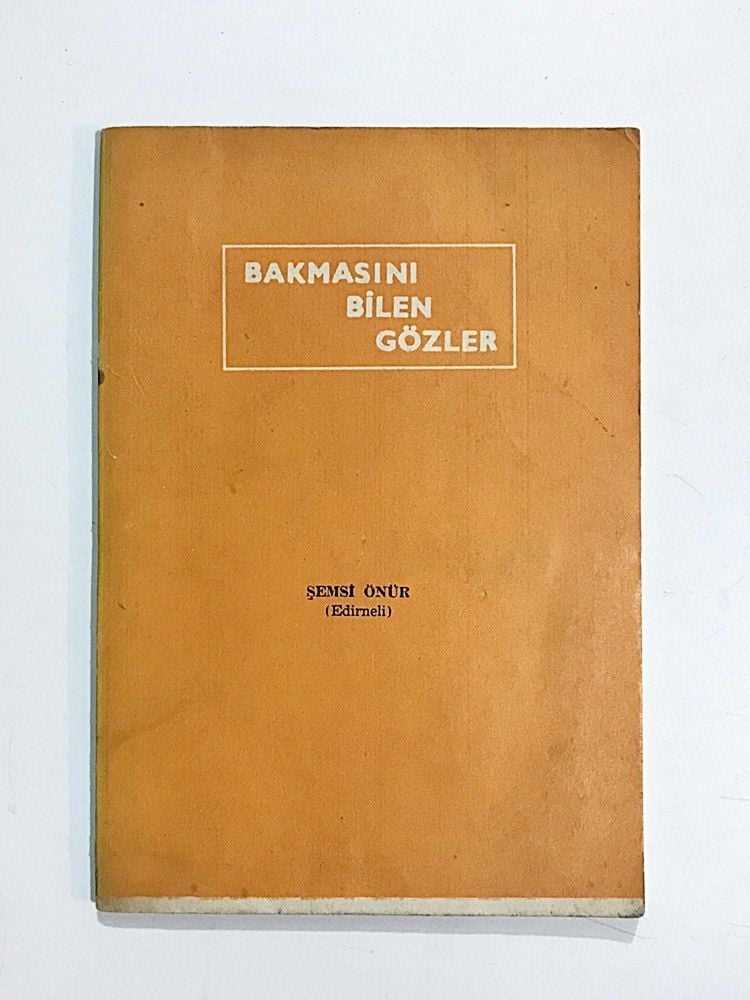 BAKMASINI
BİLEN
GÖZLER
ŞEMSİ ÖNÜR
(Edirneli)